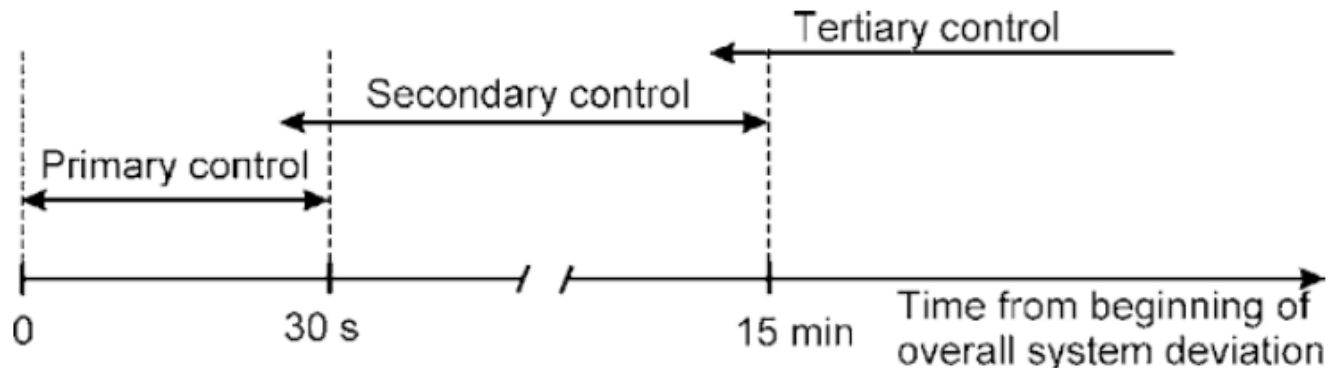 Tertiary control
Secondary control
Primary control
0
30 s
15 min
Time from beginning of
overall system deviation